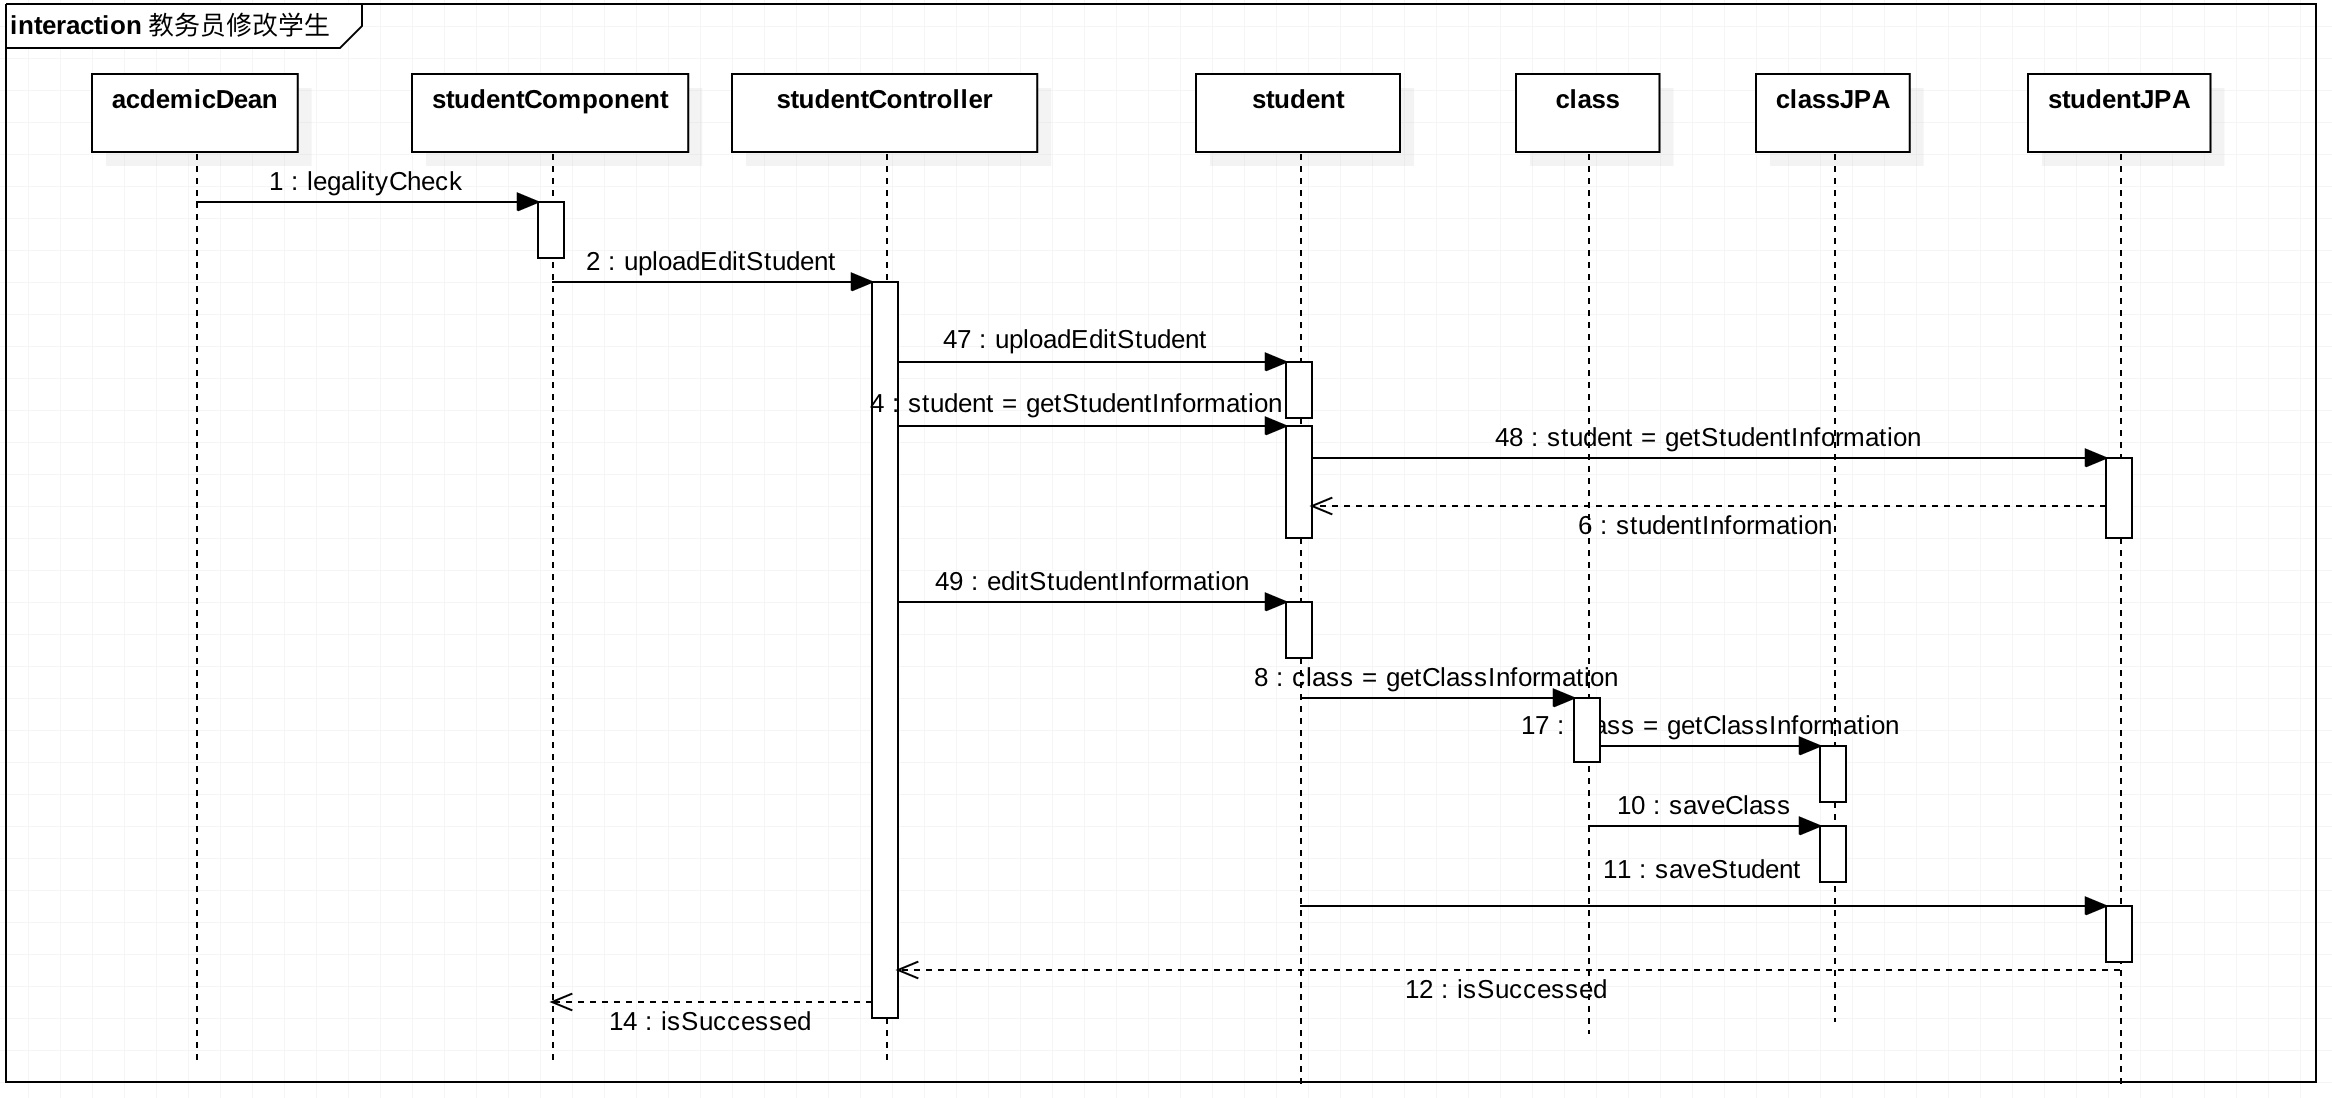 interaction 教务员修改学生
acdemicDean
studentComponent
studentController
student
class
classJPA
studentJPA
1 : legalityCheck
2 : uploadEditStudent
47 : uploadEditStudent
4 : student = getStudentInformation
48 : student = getStudentInformation
6 : studentInformation
49 : editStudentInformation
8 : class = getClassInformation
17 : class = getClassInformation
10 : saveClass
11 : saveStudent
12 : isSuccessed
14 : isSuccessed